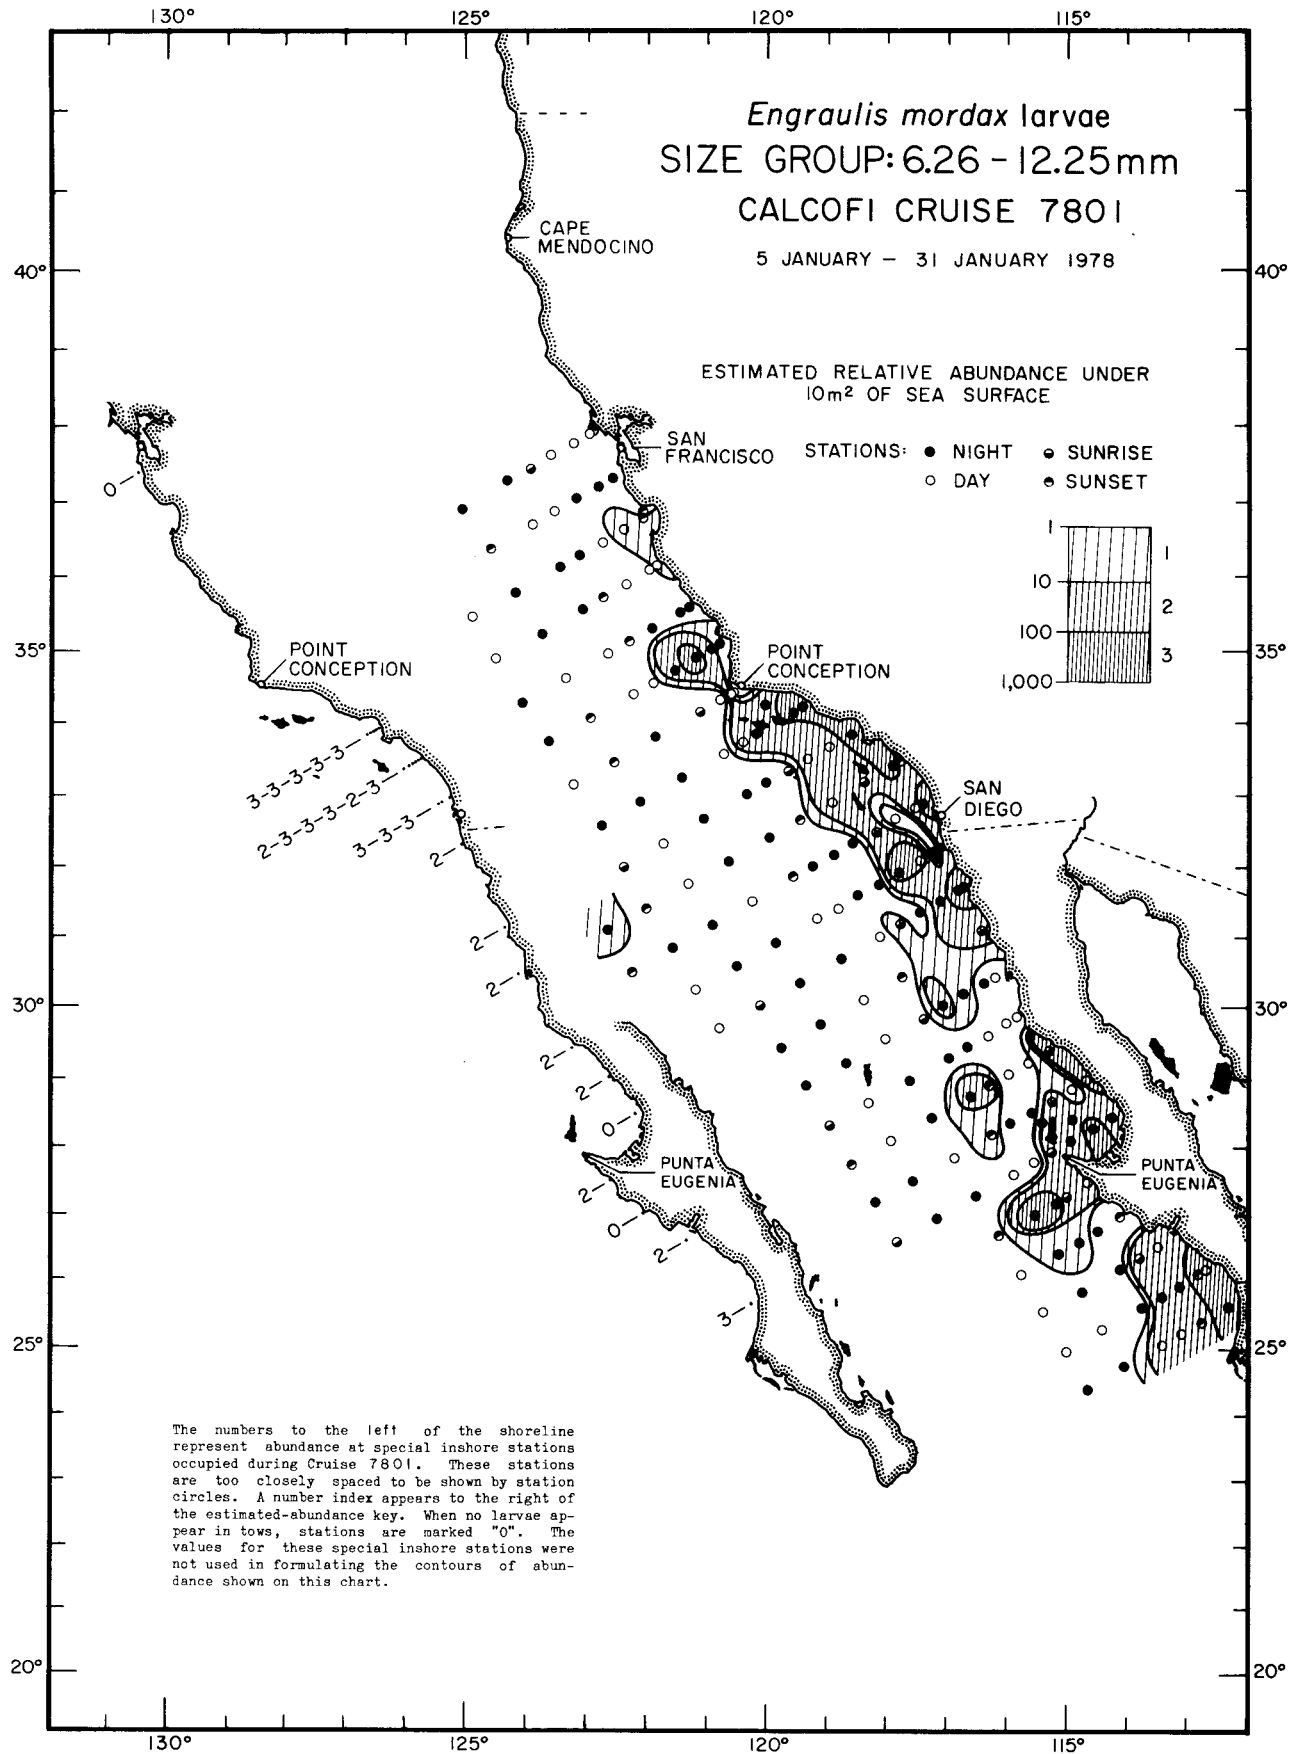 130° 125° 120° 115°
Engraulis mordax larvae
SIZE GROUP: 6.26 - 12.25mm
CALCOFI CRUISE 7801
5 JANUARY - 31 JANUARY 1978
CAPE
MENDOCINO
40° 40°
ESTIMATED RELATIVE ABUNDANCE UNDER
10m² OF SEA SURFACE
STATIONS: ● NIGHT SUNRISE
○ DAY SUNSET
SAN
FRANCISCO
0
1
1
10
2
100
3
1,000
35° 35°
POINT
CONCEPTION
POINT
CONCEPTION
3-3-3-3-3
2-3-3-3-2-3
3-3-3
2
SAN
DIEGO
2
2
30° 30°
2
2
0
PUNTA
EUGENIA
PUNTA
EUGENIA
2
0
2
3
25° 25°
The numbers to the left of the shoreline
represent abundance at special inshore stations
occupied during Cruise 7801. These stations
are too closely spaced to be shown by station
circles. A number index appears to the right of
the estimated-abundance key. When no larvae ap-
pear in tows, stations are marked "0". The
values for these special inshore stations were
not used in formulating the contours of abun-
dance shown on this chart.
20° 20°
130° 125° 120° 115°